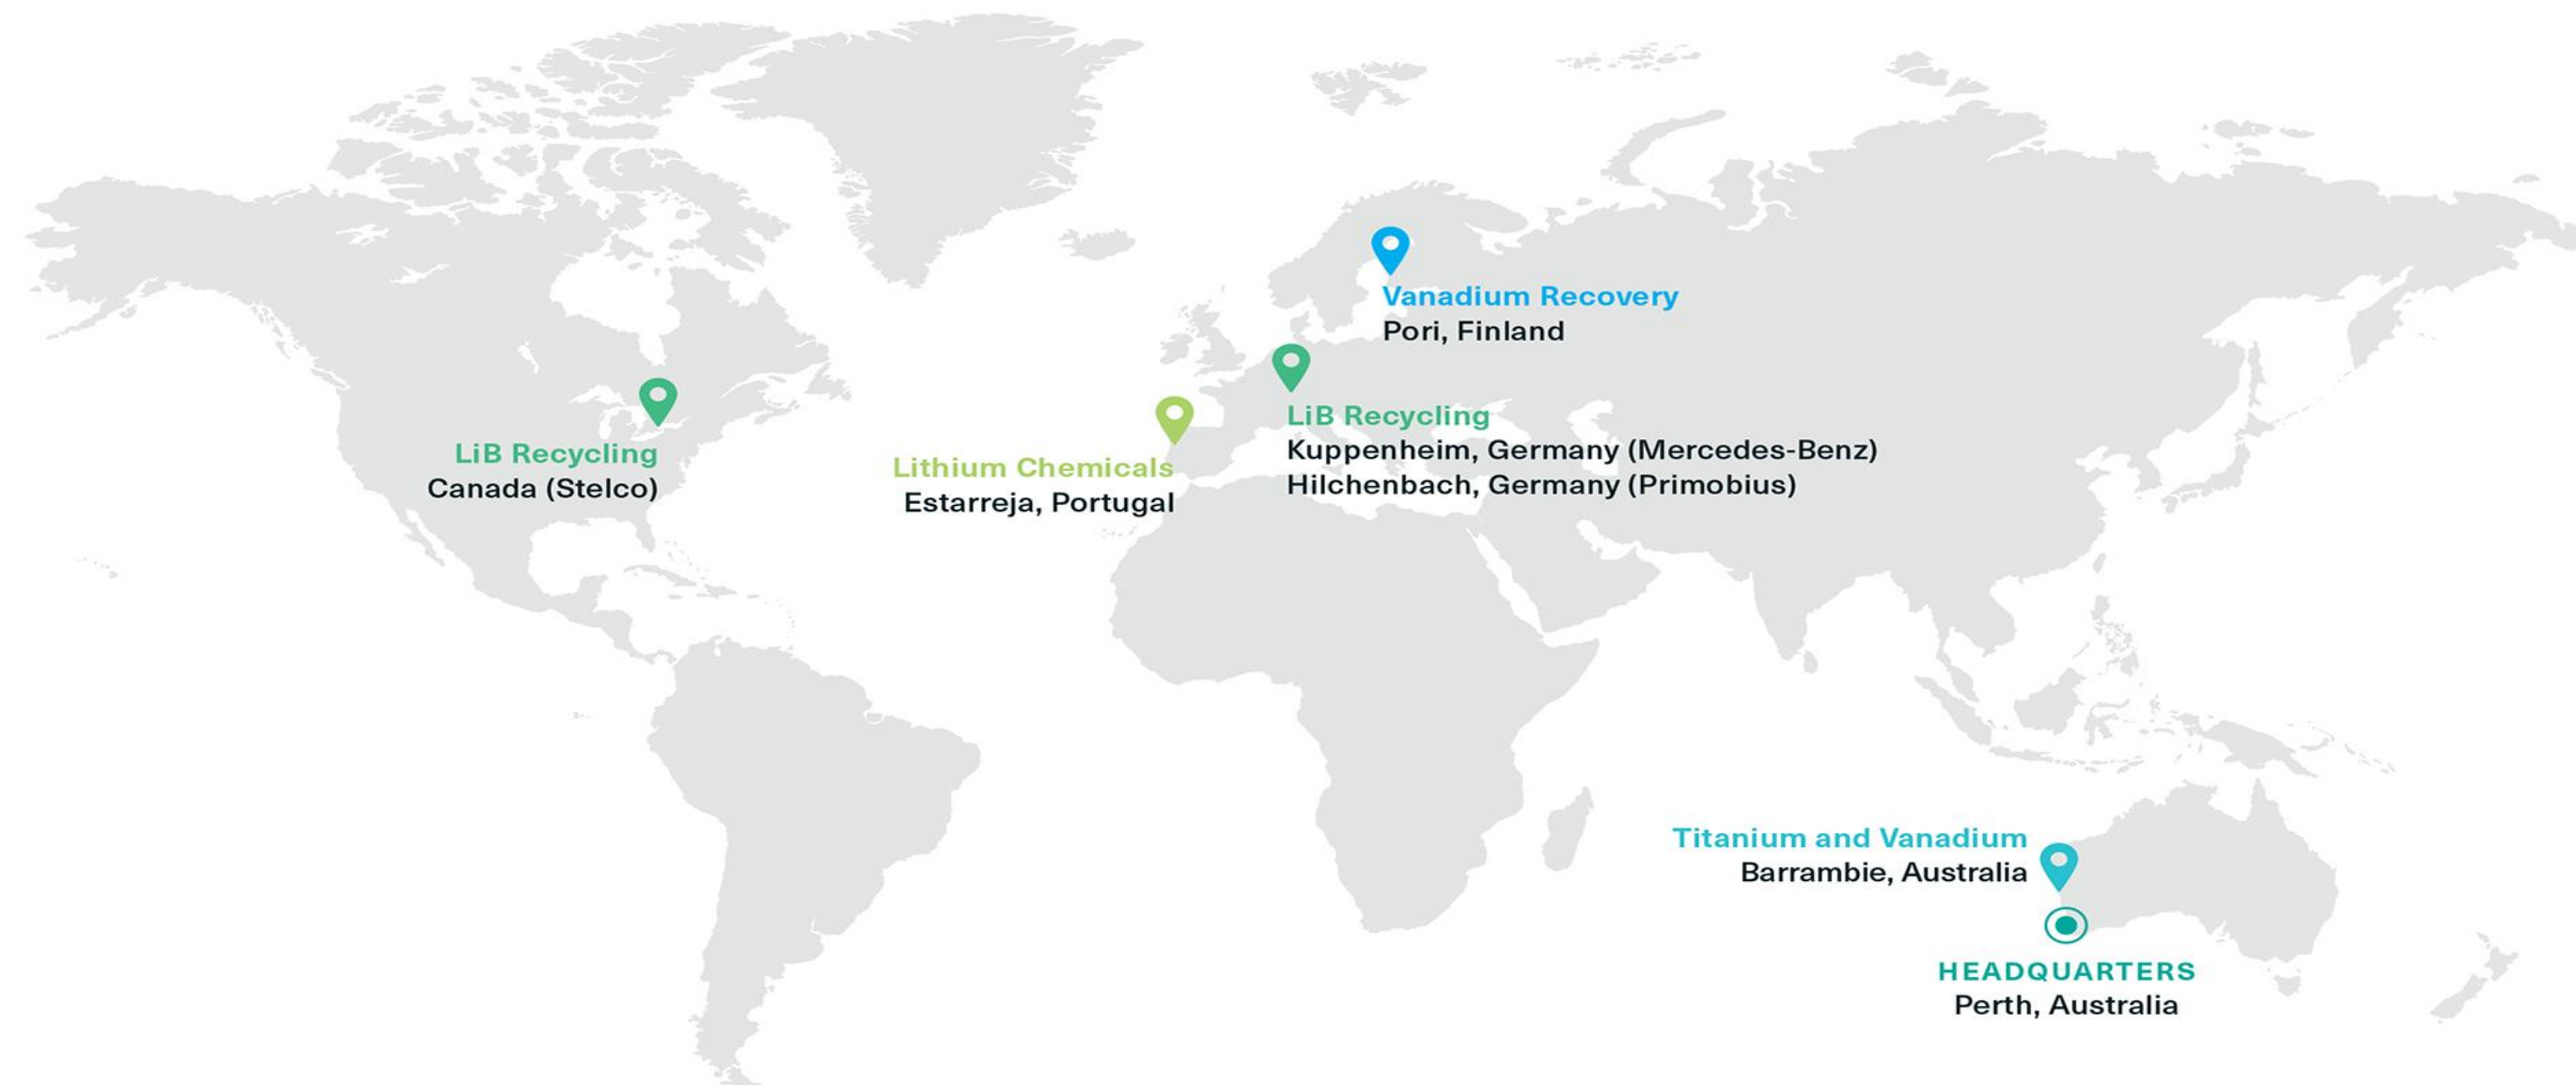 Vanadium Recovery
Pori, Finland
LiB Recycling
Kuppenheim, Germany (Mercedes-Benz)
Hilchenbach, Germany (Primobius)
LiB Recycling
Canada (Stelco)
Lithium Chemicals
Estarreja, Portugal
Titanium and Vanadium
Barrambie, Australia
HEADQUARTERS
Perth, Australia